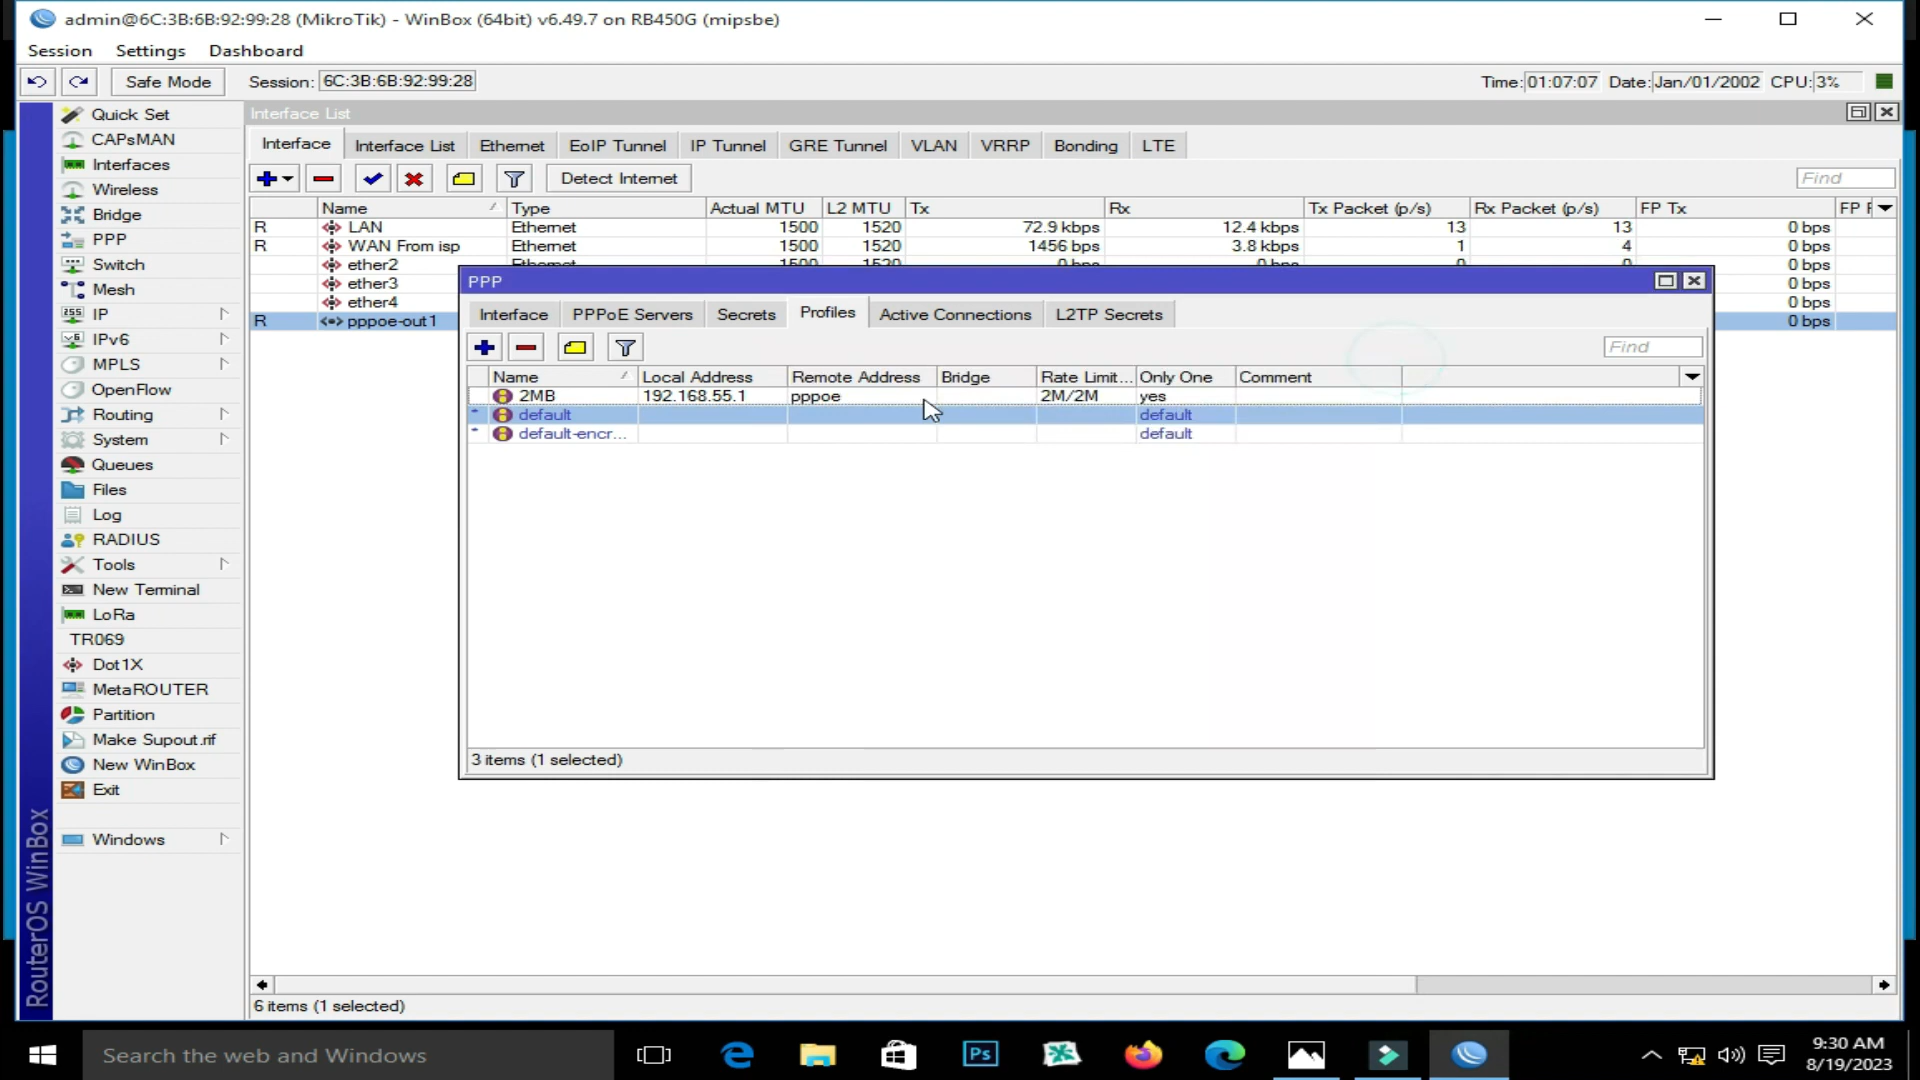 admin@6C:3B:6B:92:99:28 (MikroTik) - WinBox (64bit) v6.49.7 on RB450G (mipsbe)
Session Settings Dashboard
Safe Mode Session: 6C:3B:6B:92:99:28 Time: 01:07:07 Date: Jan/01/2002 CPU: 3%
Quick Set
CAPsMAN
Interfaces
Wireless
Bridge
PPP
Switch
Mesh
IP
IPv6
MPLS
OpenFlow
Routing
System
Queues
Files
Log
RADIUS
Tools
New Terminal
LoRa
TR069
Dot1X
MetaROUTER
Partition
Make Supout.rif
New WinBox
Exit
Windows
RouterOS WinBox
Interface List
Interface Interface List Ethernet EoIP Tunnel IP Tunnel GRE Tunnel VLAN VRRP Bonding LTE
Detect Internet Find
Name Type Actual MTU L2 MTU Tx Rx Tx Packet (p/s) Rx Packet (p/s) FP Tx FP
R LAN Ethernet 1500 1520 72.9 kbps 12.4 kbps 13 13 0 bps
R WAN From isp Ethernet 1500 1520 1456 bps 3.8 kbps 1 4 0 bps
ether2 Ethernet 1500 1520 0 bps 0 bps 0 0 0 bps
ether3 0 bps
ether4 0 bps
R pppoe-out1 0 bps
PPP
Interface PPPoE Servers Secrets Profiles Active Connections L2TP Secrets
Find
Name Local Address Remote Address Bridge Rate Limit... Only One Comment
2MB 192.168.55.1 pppoe 2M/2M yes
* default default
* default-encr... default
3 items (1 selected)
6 items (1 selected)
Search the web and Windows
9:30 AM
8/19/2023